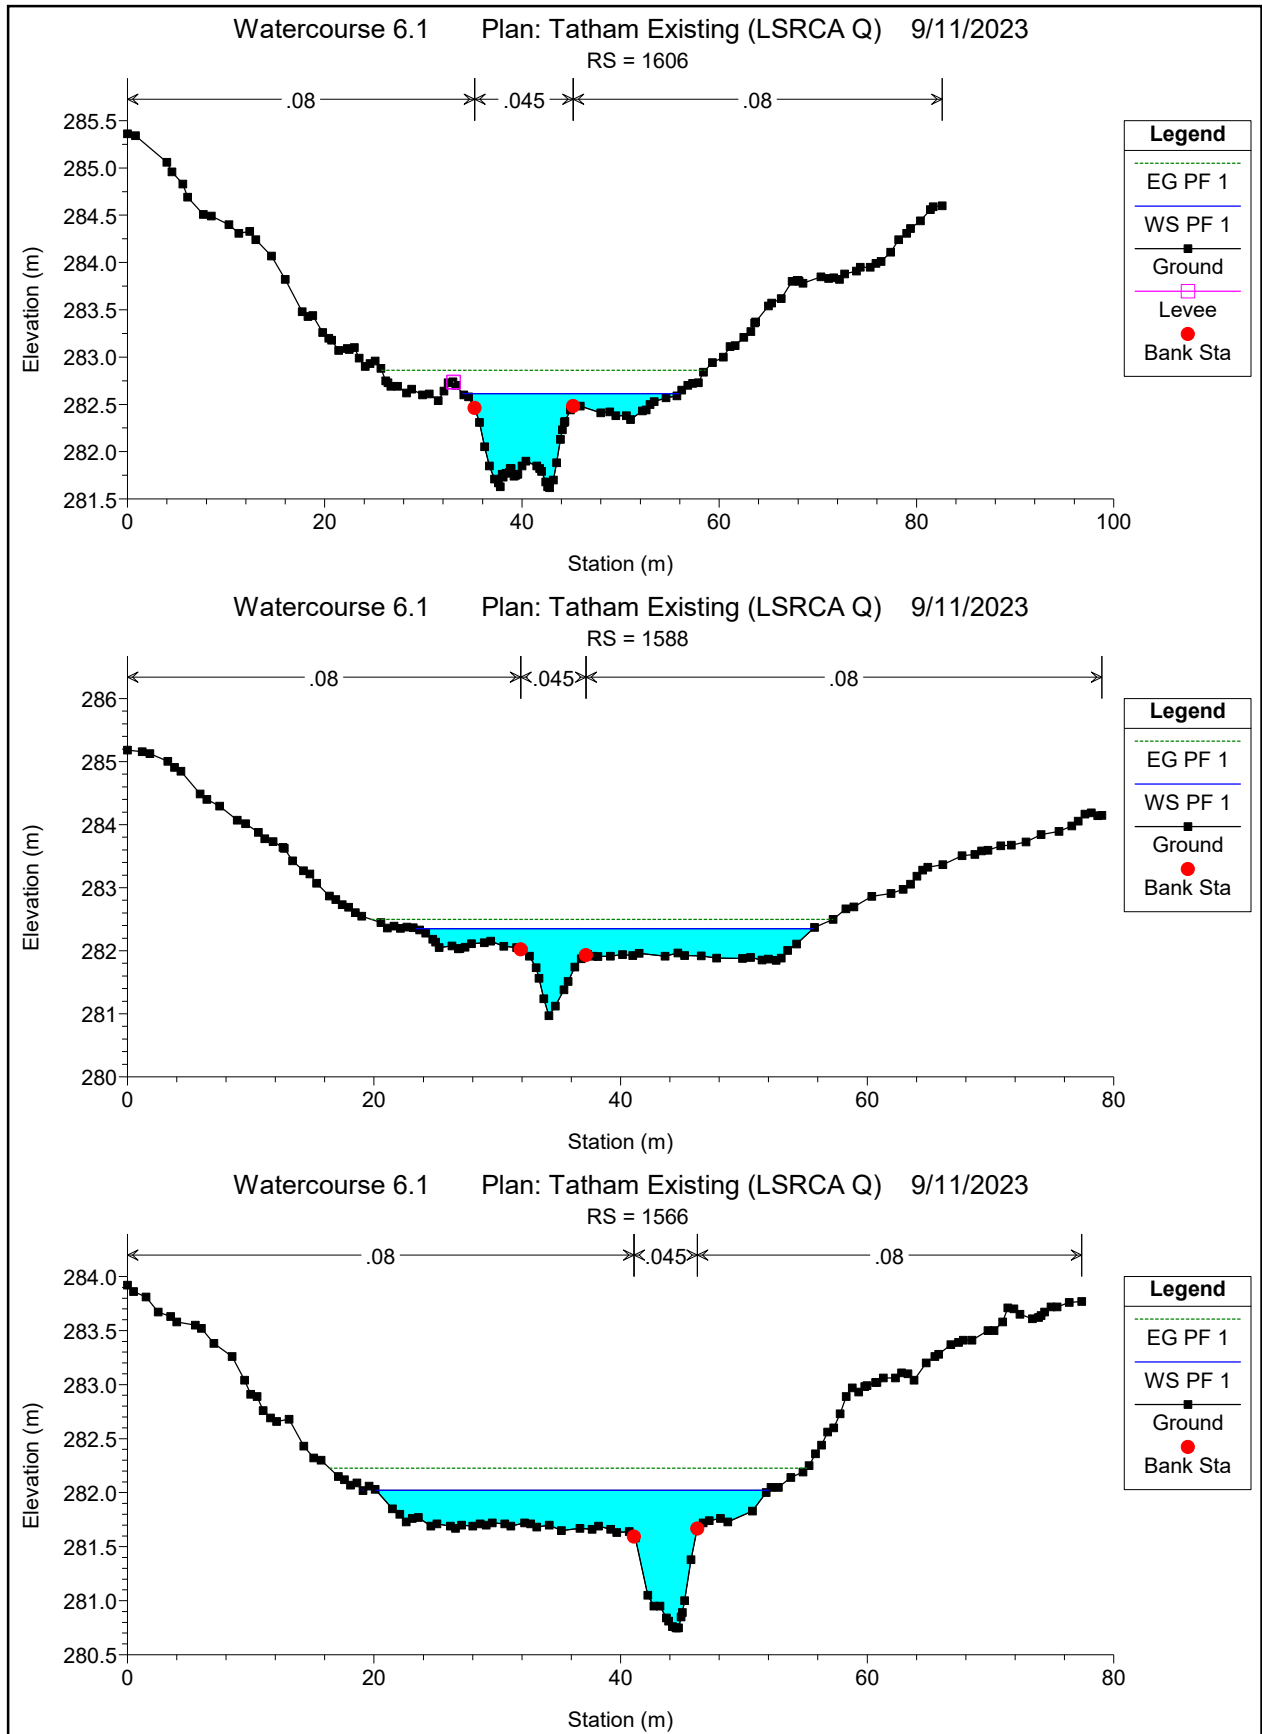 Watercourse 6.1 Plan: Tatham Existing (LSRCA Q) 9/11/2023
RS = 1606
.08 .045 .08
285.5
285.0
284.5
284.0
283.5
283.0
282.5
282.0
281.5
Elevation (m)
0 20 40 60 80 100
Station (m)
Legend
EG PF 1
WS PF 1
Ground
Levee
Bank Sta
Watercourse 6.1 Plan: Tatham Existing (LSRCA Q) 9/11/2023
RS = 1588
.08 .045 .08
286
285
284
283
282
281
280
Elevation (m)
0 20 40 60 80
Station (m)
Legend
EG PF 1
WS PF 1
Ground
Bank Sta
Watercourse 6.1 Plan: Tatham Existing (LSRCA Q) 9/11/2023
RS = 1566
.08 .045 .08
284.0
283.5
283.0
282.5
282.0
281.5
281.0
280.5
Elevation (m)
0 20 40 60 80
Station (m)
Legend
EG PF 1
WS PF 1
Ground
Bank Sta